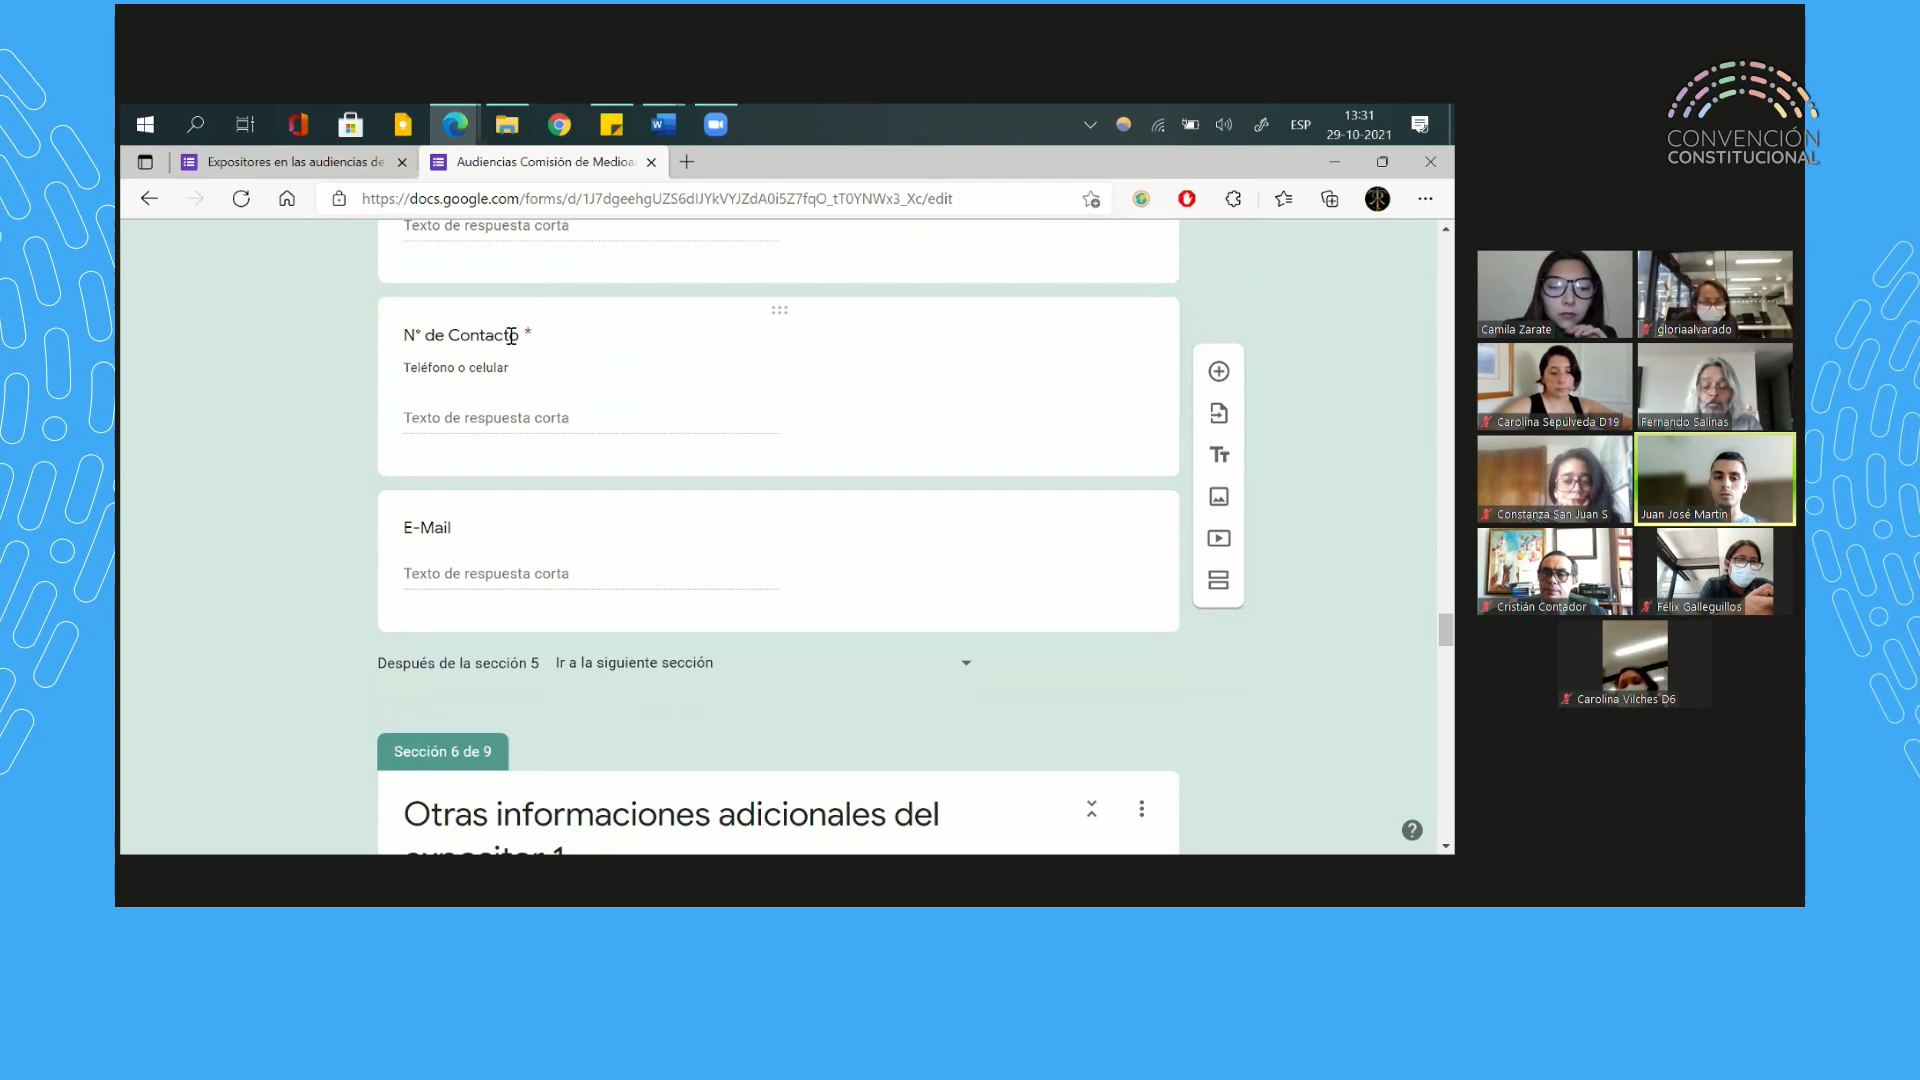 CONVENCIÓN
CONSTITUCIONAL
13:31
ESP
29-10-2021
Expositores en las audiencias de
Audiencias Comisión de Medioa
https://docs.google.com/forms/d/1J7dgeehgUZS6dIJYkVYJZdA0i5Z7fqO_tT0YNWx3_Xc/edit
Texto de respuesta corta
N° de Contacto *
Teléfono o celular
Texto de respuesta corta
E-Mail
Texto de respuesta corta
Después de la sección 5 Ir a la siguiente sección
Sección 6 de 9
Otras informaciones adicionales del
expositor 1
Tr
Camila Zarate
gloriaalvarado
Carolina Sepúlveda D19
Fernando Salinas
Constanza San Juan S
Juan José Martin
Cristián Contador
Félix Galleguillos
Carolina Vilches D6